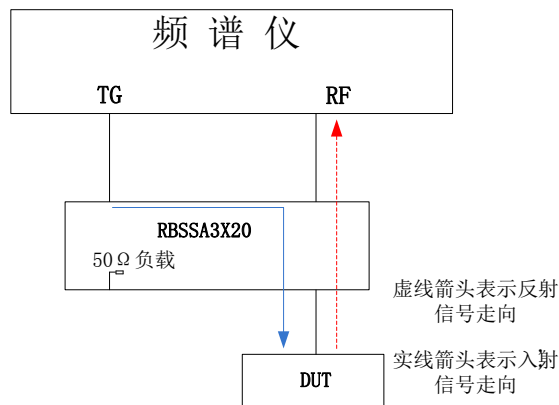 频 谱 仪
TG
RF
RBSSA3X20
50Ω负载
虚线箭头表示反射
信号走向
实线箭头表示入射
信号走向
DUT